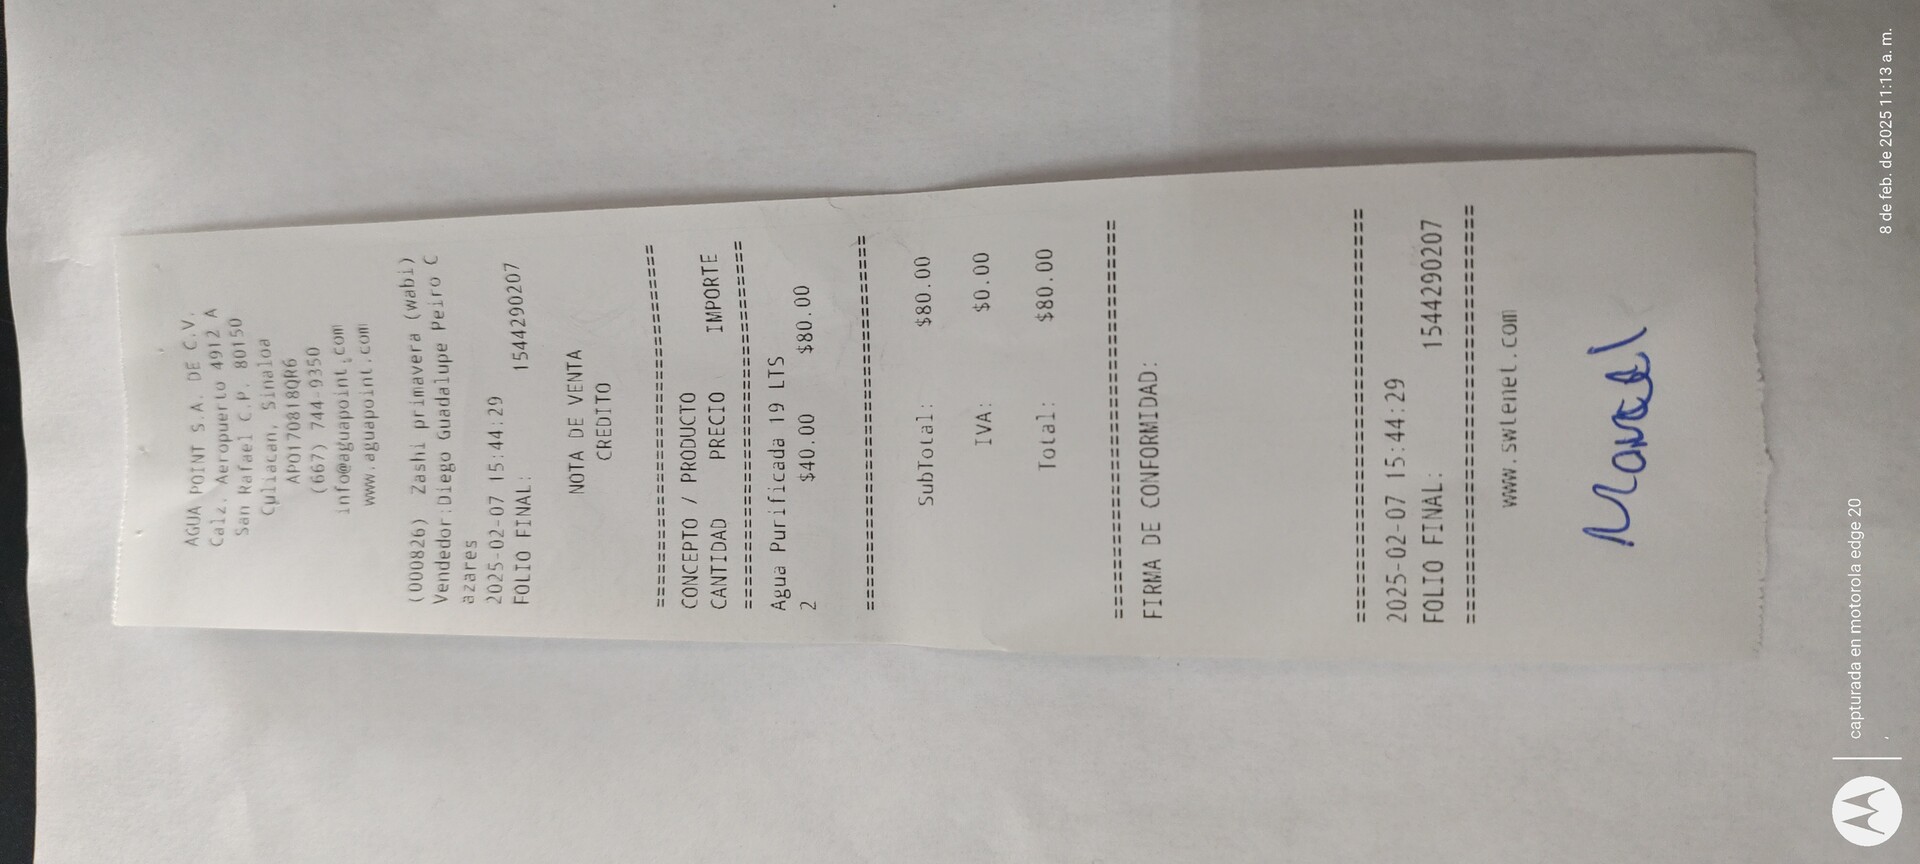 AGUA POINT S.A. DE C.V.
Calz. Aeropuerto 4912 A
San Rafael C.P. 80150
Culiacan, Sinaloa
APO170818QR6
(667) 744-9350
info@aguapoint.com
www.aguapoint.com
(000826) Zashi primavera (wabi)
Vendedor:Diego Guadalupe Peiro C
azares
2025-02-07 15:44:29
FOLIO FINAL: 1544290207
NOTA DE VENTA
CREDITO
================================
CONCEPTO / PRODUCTO
CANTIDAD PRECIO IMPORTE
================================
Agua Purificada 19 LTS
2 $40.00 $80.00
================================
SubTotal: $80.00
IVA: $0.00
Total: $80.00
================================
FIRMA DE CONFORMIDAD:
================================
2025-02-07 15:44:29
FOLIO FINAL: 1544290207
================================
www.swtenet.com
Manuel
capturada en motorola edge 20
8 de feb. de 2025 11:13 a. m.